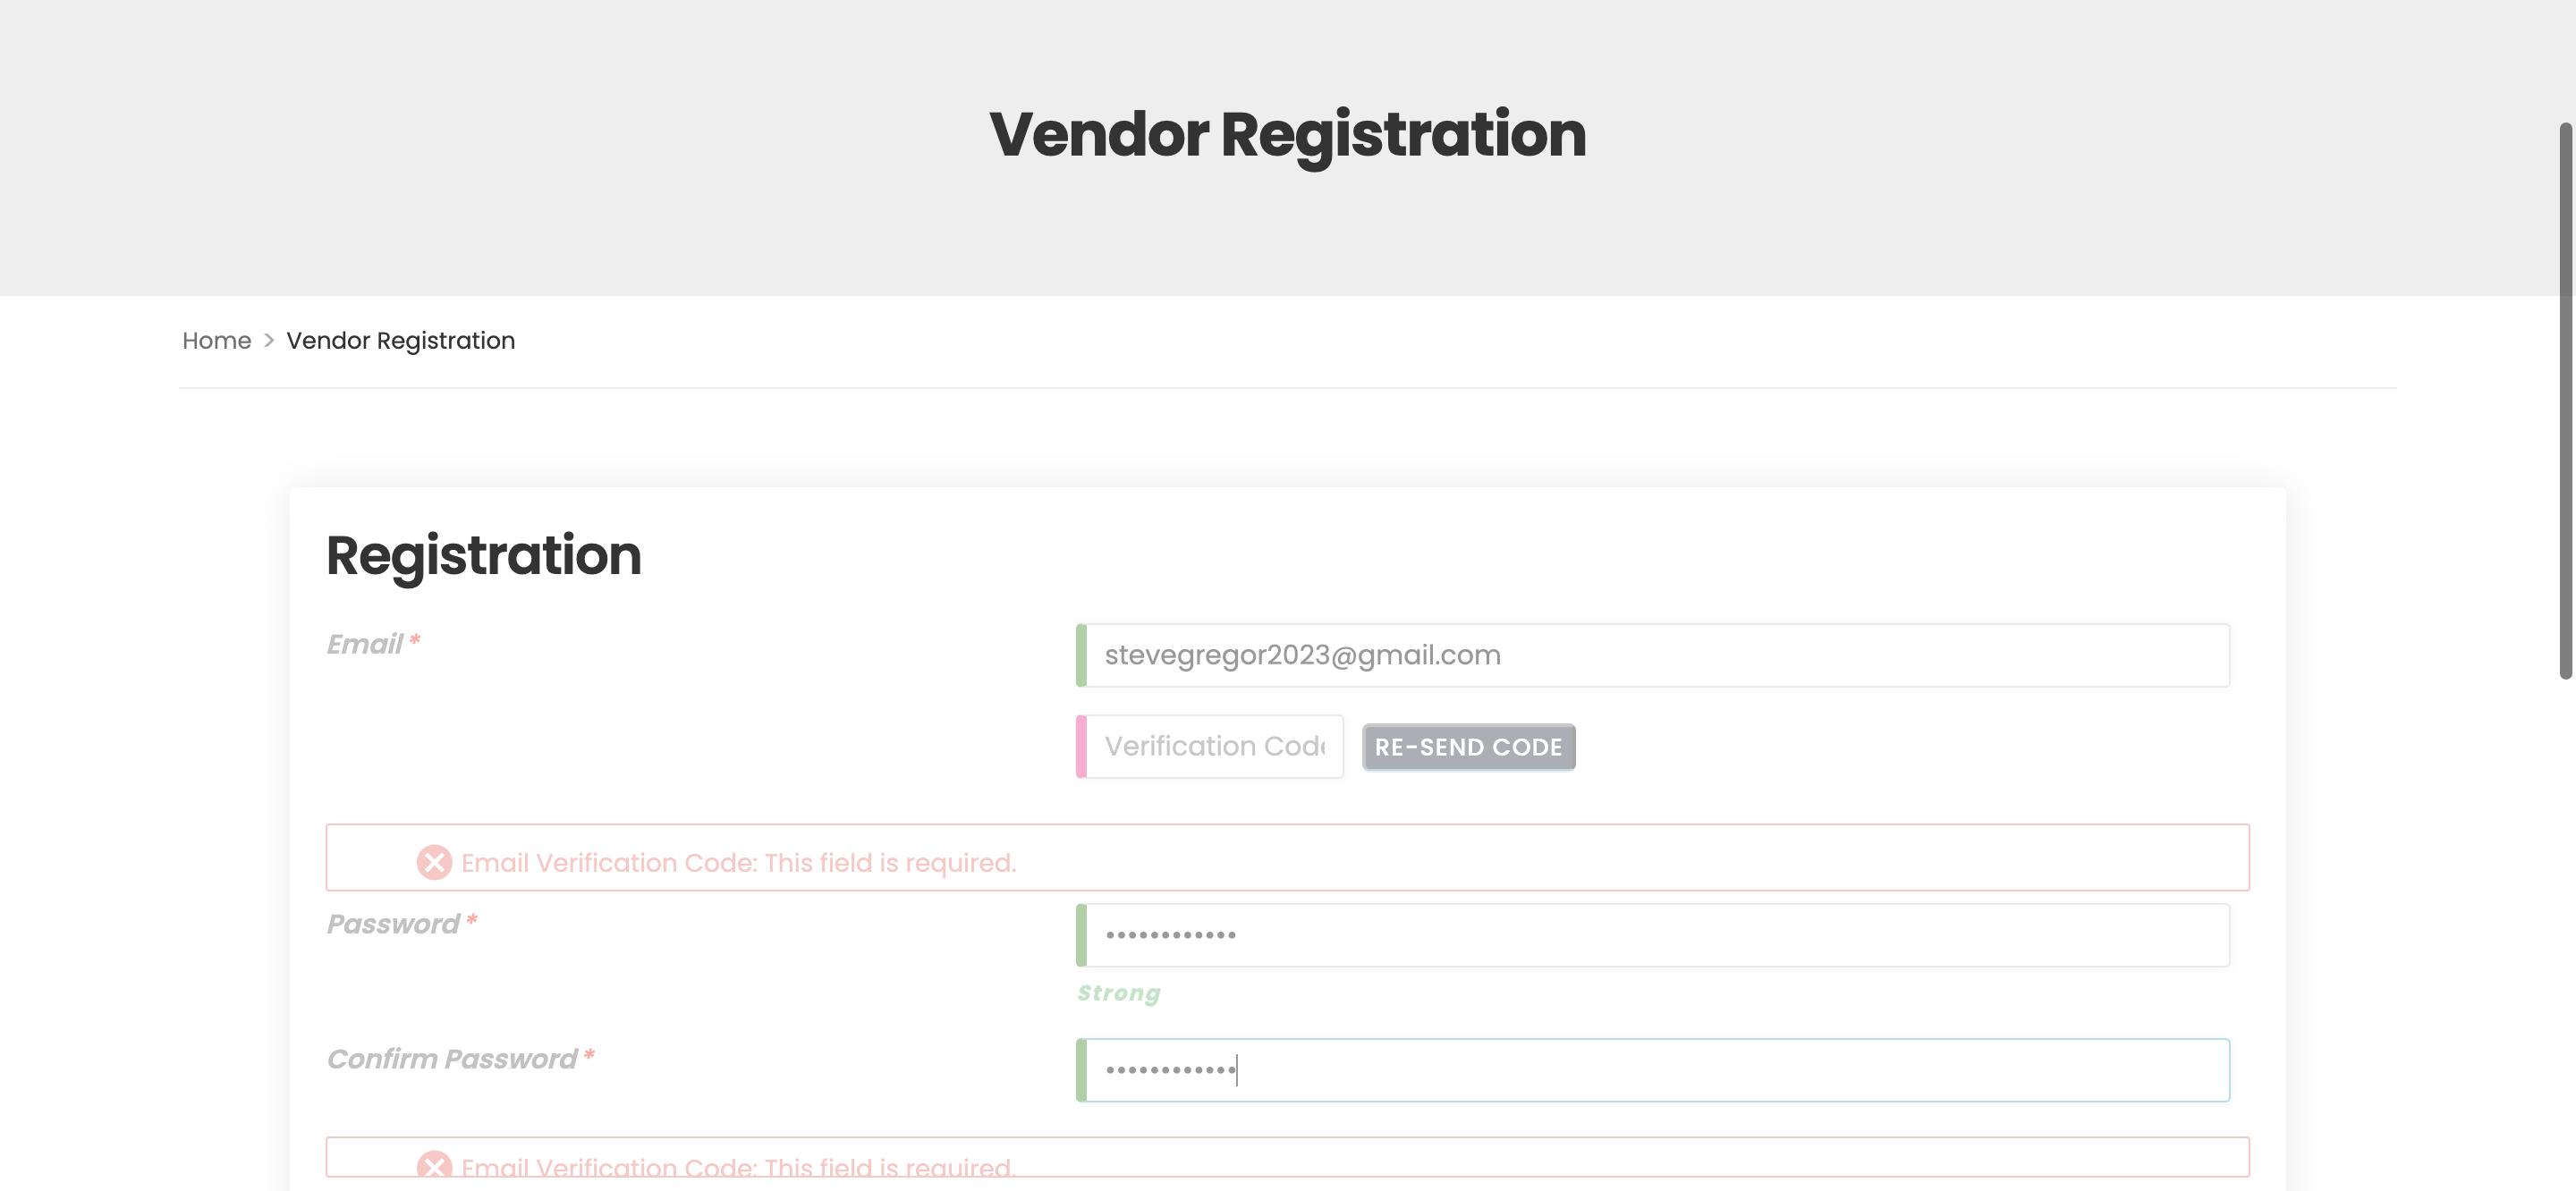 Vendor Registration
Home > Vendor Registration
Registration
Email *
stevegregor2023@gmail.com
Verification Code
RE-SEND CODE
Email Verification Code: This field is required.
Password *
••••••••••••
Strong
Confirm Password *
••••••••••••
Email Verification Code: This field is required.